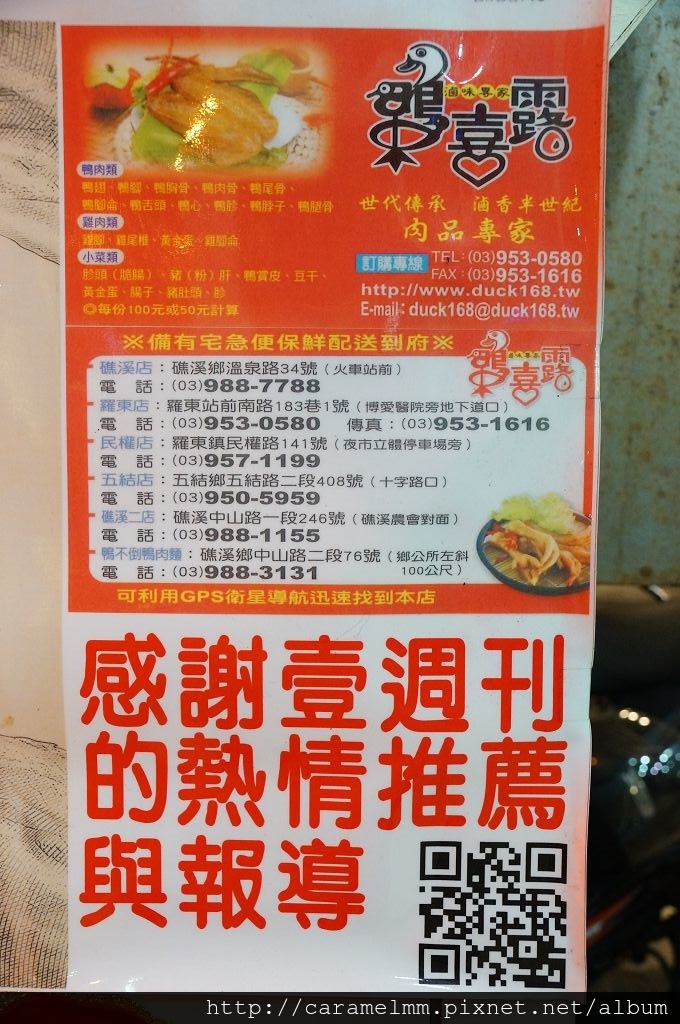 滷味專家
鴨喜露
世代傳承 滷香半世紀
肉品專家
訂購專線 TEL:(03)953-0580
FAX:(03)953-1616
http://www.duck168.tw
E-mail:duck168@duck168.tw
鴨肉類
鴨翅、鴨腳、鴨胸骨、鴨肉骨、鴨尾骨、
鴨腳侖、鴨舌頭、鴨心、鴨胗、鴨脖子、鴨腿骨
雞肉類
雞腳、雞尾椎、黃金蛋、雞腳侖
小菜類
胗頭(脆腸)、豬(粉)肝、鴨賞皮、豆干、
黃金蛋、腸子、豬肚頭、胗
◎每份100元或50元計算
※備有宅急便保鮮配送到府※
滷味專家
鴨喜露
礁溪店:礁溪鄉溫泉路34號(火車站前)
電 話:(03)988-7788
羅東店:羅東站前南路183巷1號(博愛醫院旁地下道口)
電 話:(03)953-0580 傳真:(03)953-1616
民權店:羅東鎮民權路141號(夜市立體停車場旁)
電 話:(03)957-1199
五結店:五結鄉五結路二段408號(十字路口)
電 話:(03)950-5959
礁溪二店:礁溪中山路一段246號(礁溪農會對面)
電 話:(03)988-1155
鴨不倒鴨肉麵:礁溪鄉中山路二段76號(鄉公所左斜
電 話:(03)988-3131 100公尺)
可利用GPS衛星導航迅速找到本店
感謝壹週刊
的熱情推薦
與報導
http://caramelmm.pixnet.net/album